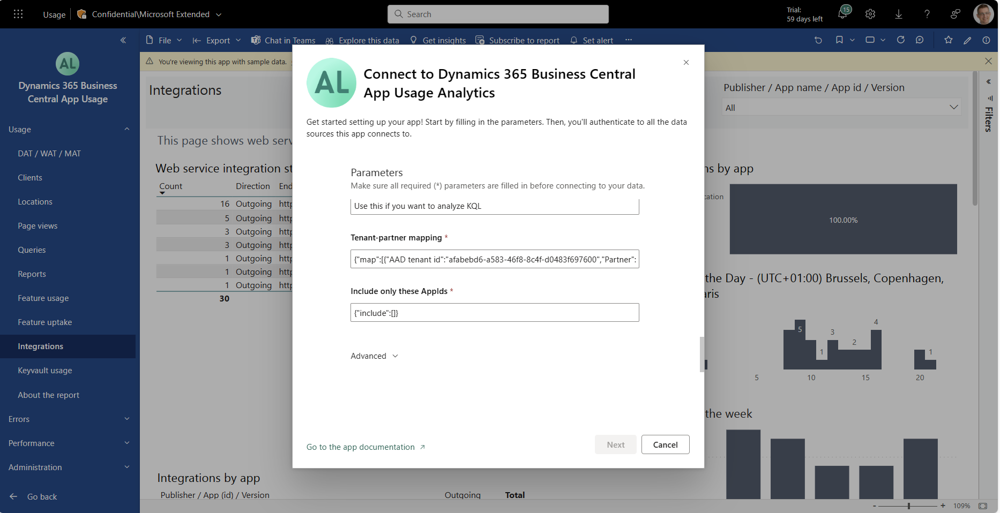 Usage
Confidential\Microsoft Extended
Search
Trial:
59 days left
15
File
Export
Chat in Teams
Explore this data
Get insights
Subscribe to report
Set alert
AL
Dynamics 365 Business
Central App Usage
Usage
DAT / WAT / MAT
Clients
Locations
Page views
Queries
Reports
Feature usage
Feature uptake
Integrations
Keyvault usage
About the report
Errors
Performance
Administration
Go back
You're viewing this app with sample data.
Integrations
This page shows web serv
Web service integration st
Count Direction End
16 Outgoing http
5 Outgoing http
3 Outgoing http
3 Outgoing http
1 Outgoing http
1 Outgoing http
1 Outgoing http
30
Integrations by app
Publisher / App (id) / Version Outgoing Total
AL
Connect to Dynamics 365 Business Central
App Usage Analytics
Get started setting up your app! Start by filling in the parameters. Then, you'll authenticate to all the data
sources this app connects to.
Parameters
Make sure all required (*) parameters are filled in before connecting to your data.
Use this if you want to analyze KQL
Tenant-partner mapping *
{"map":[{"AAD tenant id":"afabebd6-a583-46f8-8c4f-d0483f697600","Partner":
Include only these AppIds *
{"include":[]}
Advanced
Go to the app documentation
Next
Cancel
Publisher / App name / App id / Version
All
Filters
ns by app
cation
100.00%
the Day - (UTC+01:00) Brussels, Copenhagen,
aris
5
1
3
2
4
1
5 10 15 20
the week
- + 109%